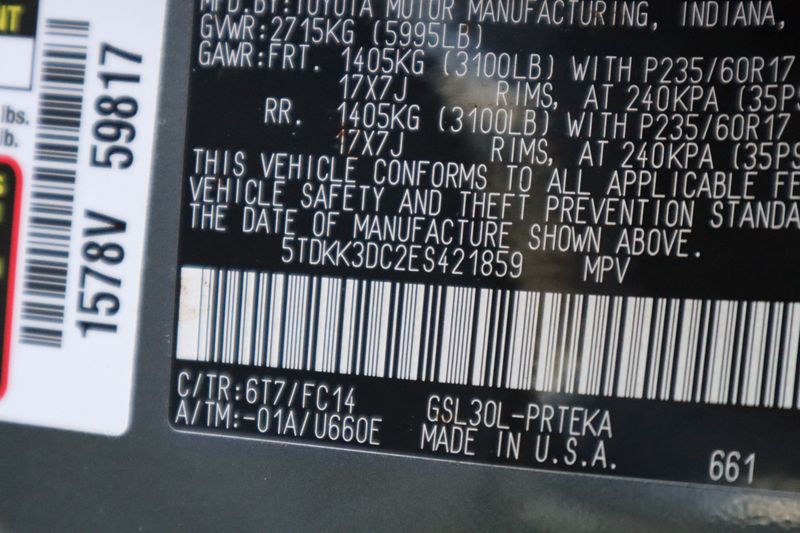 MFD.BY:TOYOTA MOTOR MANUFACTURING, INDIANA,
GVWR:2715KG (5995LB)
GAWR:FRT. 1405KG (3100LB) WITH P235/60R17
17X7J RIMS, AT 240KPA (35PS
RR. 1405KG (3100LB) WITH P235/60R17
17X7J RIMS, AT 240KPA (35PS
THIS VEHICLE CONFORMS TO ALL APPLICABLE FE
VEHICLE SAFETY AND THEFT PREVENTION STANDA
THE DATE OF MANUFACTURE SHOWN ABOVE.
5TDKK3DC2ES421859 MPV
C/TR:6T7/FC14
A/TM:-01A/U660E
GSL30L-PRTEKA
MADE IN U.S.A.
661
1578V 59817
lbs.
lb.
NT